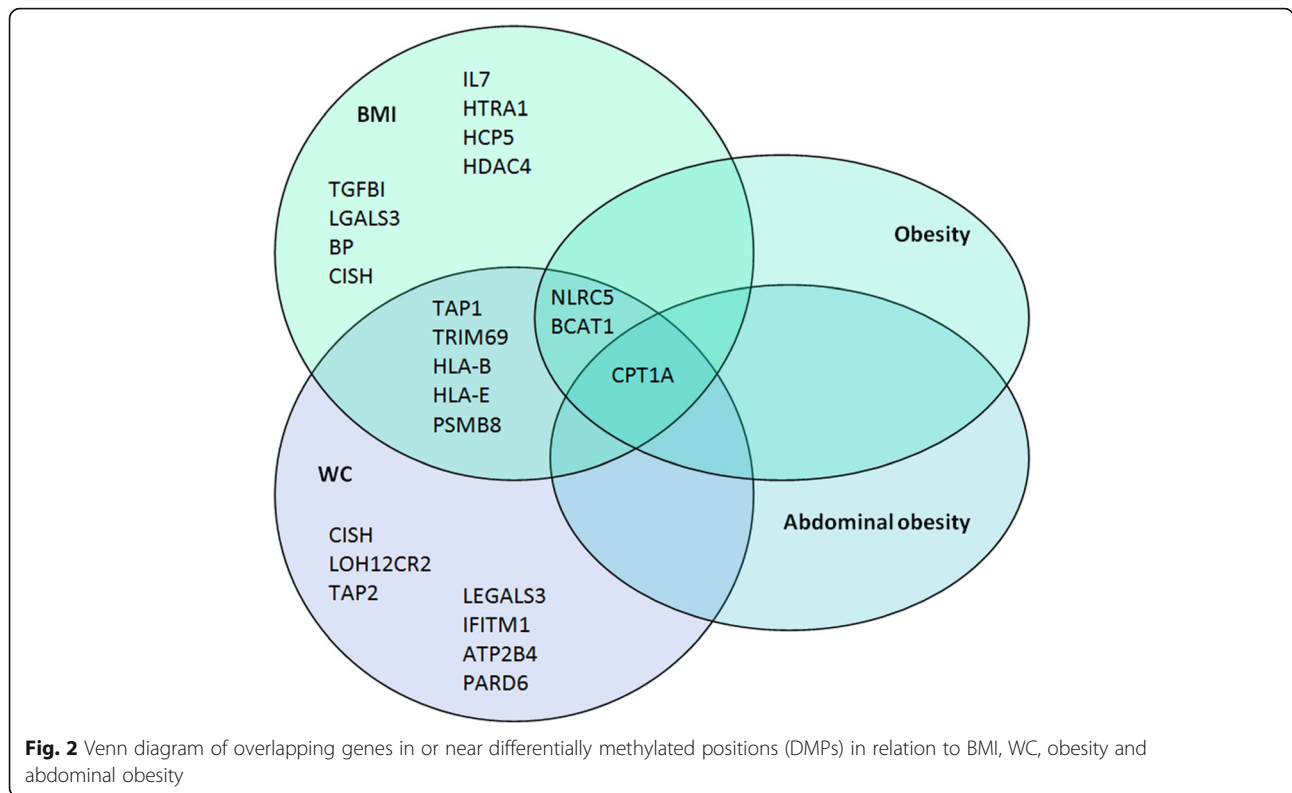 BMI
IL7
HTRA1
HCP5
HDAC4
TGFBI
LGALS3
BP
CISH
Obesity
TAP1
TRIM69
HLA-B
HLA-E
PSMB8
NLRC5
BCAT1
CPT1A
WC
CISH
LOH12CR2
TAP2
LEGALS3
IFITM1
ATP2B4
PARD6
Abdominal obesity
Fig. 2 Venn diagram of overlapping genes in or near differentially methylated positions (DMPs) in relation to BMI, WC, obesity and
abdominal obesity